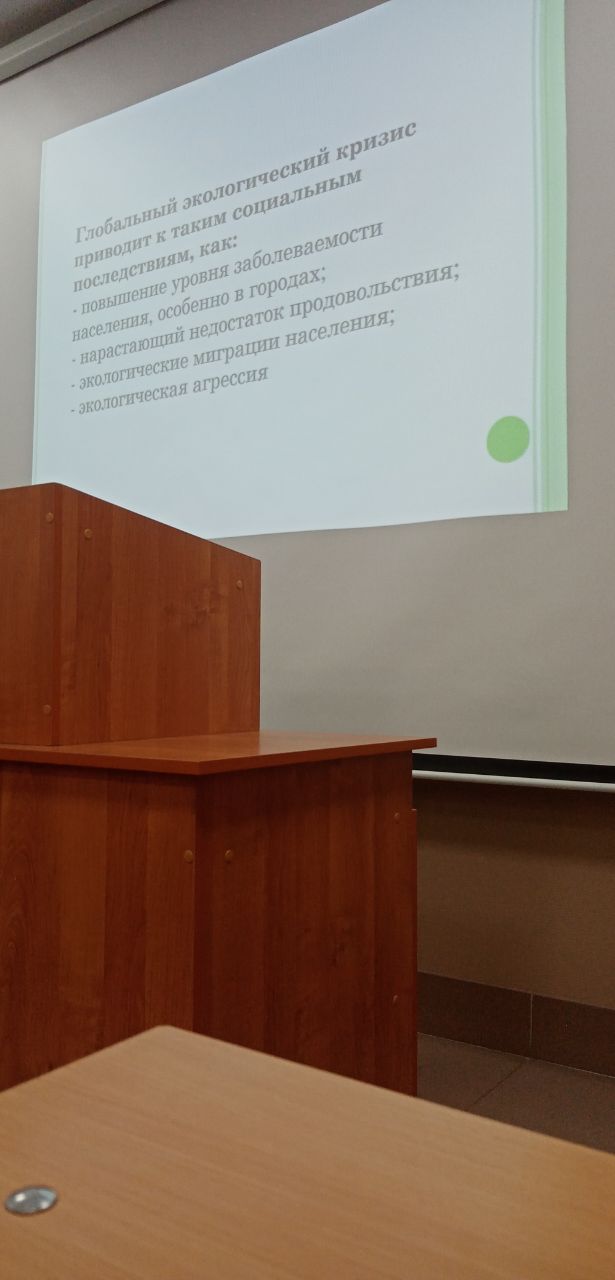 Глобальный экологический кризис
приводит к таким социальным
последствиям, как:
- повышение уровня заболеваемости
населения, особенно в городах;
- нарастающий недостаток продовольствия;
- экологические миграции населения;
- экологическая агрессия